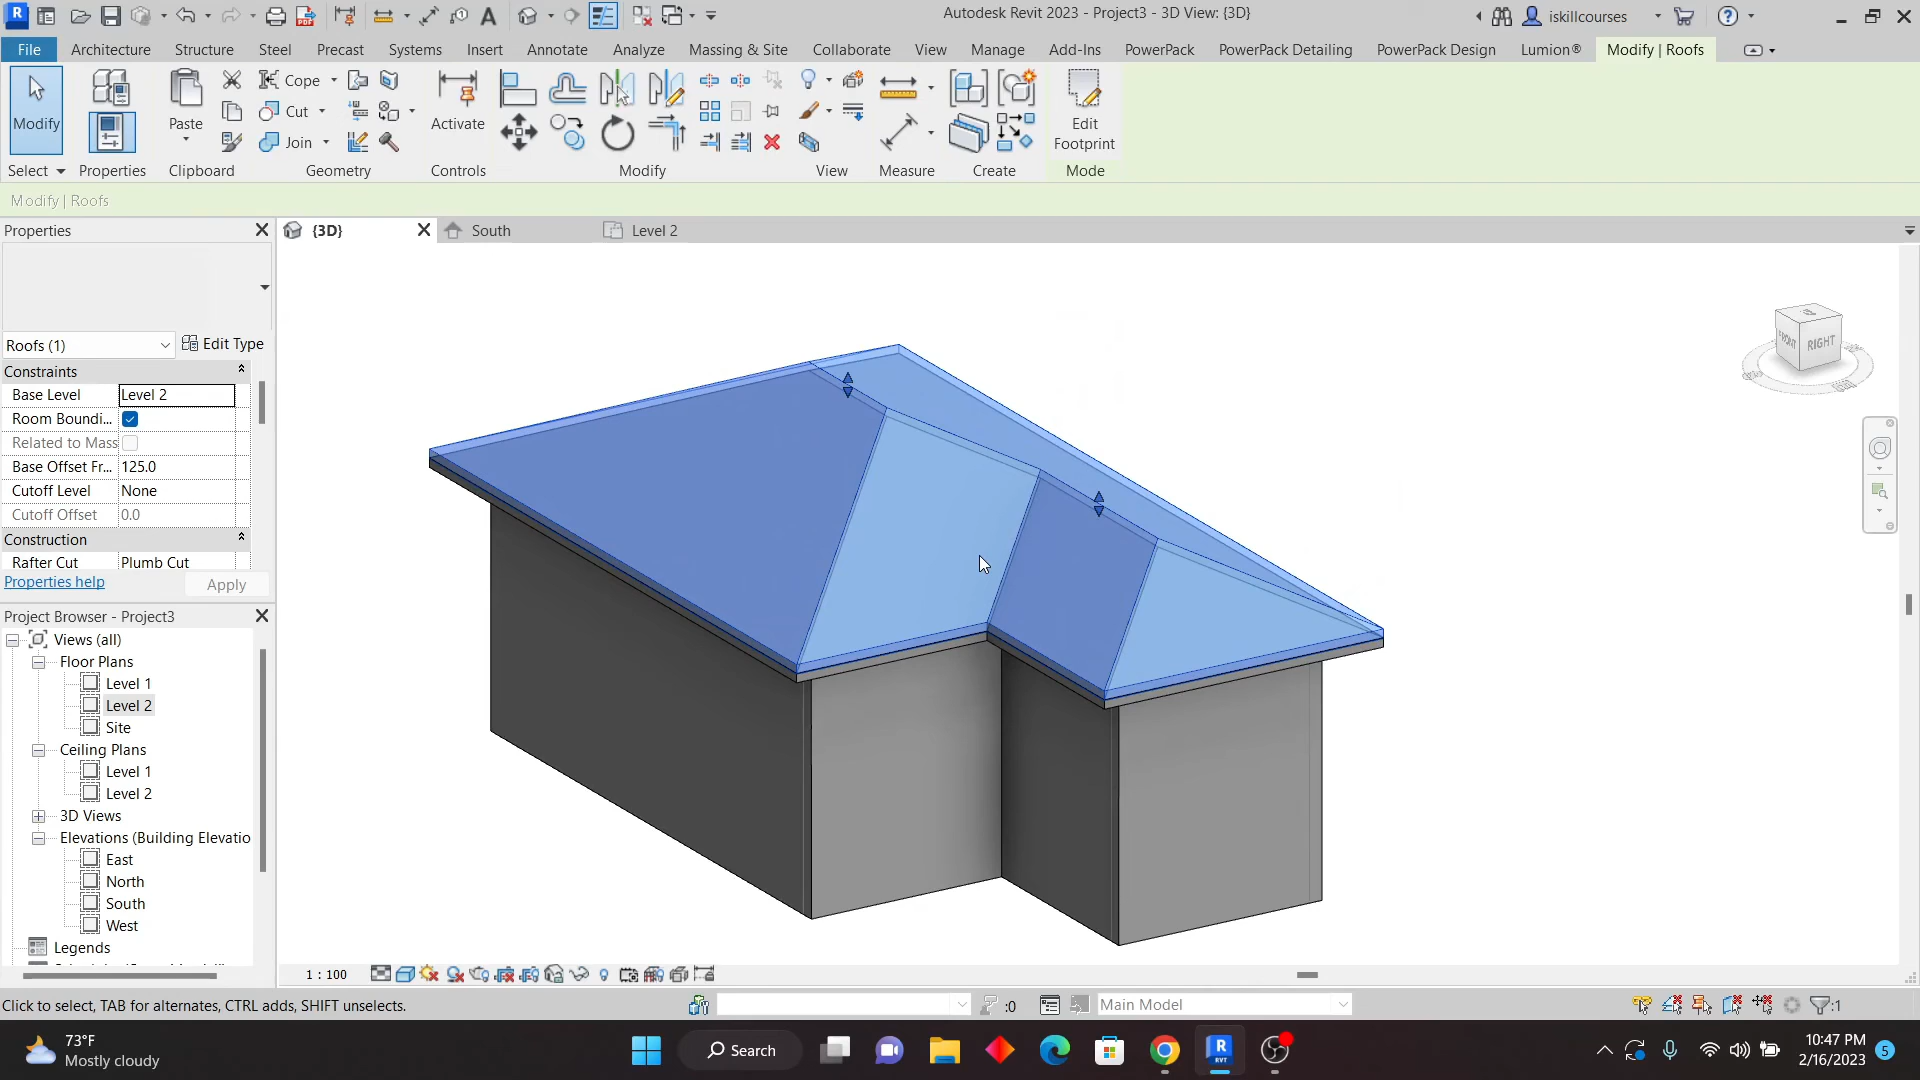 Autodesk Revit 2023 - Project3 - 3D View: {3D}
iskillcourses
File Architecture Structure Steel Precast Systems Insert Annotate Analyze Massing & Site Collaborate View Manage Add-Ins PowerPack PowerPack Detailing PowerPack Design Lumion® Modify | Roofs
Modify
Paste
Cope
Cut
Join
Activate
Edit
Footprint
Select Properties Clipboard Geometry Controls Modify View Measure Create Mode
Modify | Roofs
Properties
{3D}
South
Level 2
Roofs (1)
Edit Type
Constraints
Base Level Level 2
Room Boundi...
Related to Mass
Base Offset Fr... 125.0
Cutoff Level None
Cutoff Offset 0.0
Construction
Rafter Cut Plumb Cut
Properties help
Apply
FRONT
RIGHT
Project Browser - Project3
Views (all)
Floor Plans
Level 1
Level 2
Site
Ceiling Plans
Level 1
Level 2
3D Views
Elevations (Building Elevatio
East
North
South
West
Legends
1 : 100
Click to select, TAB for alternates, CTRL adds, SHIFT unselects.
:0
Main Model
:1
73°F
Mostly cloudy
Search
10:47 PM
2/16/2023
5